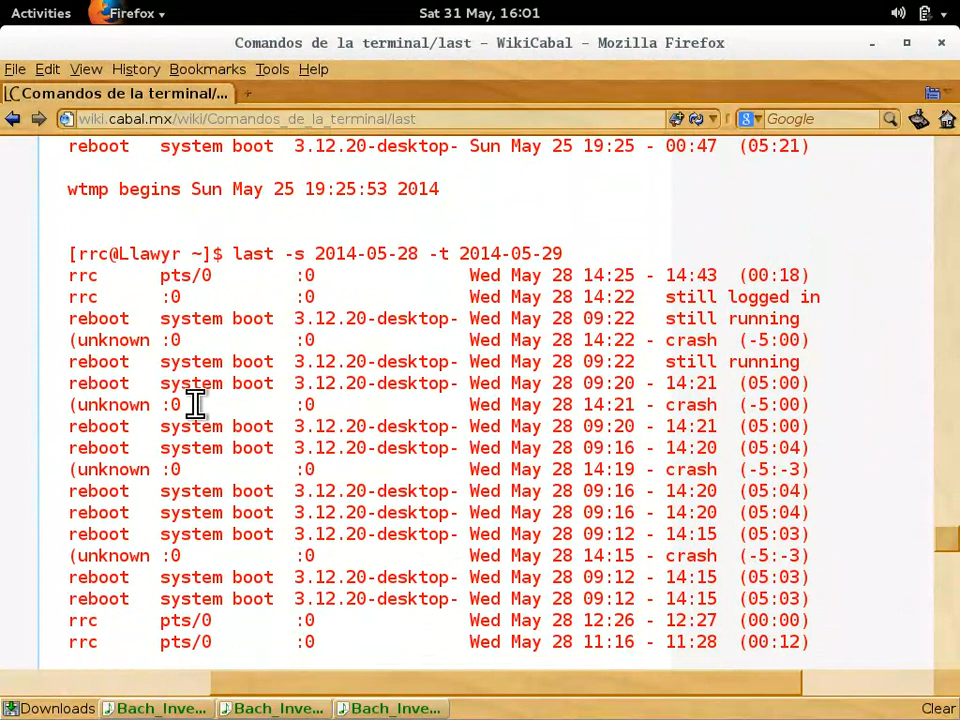 Activities Firefox Sat 31 May, 16:01
Comandos de la terminal/last - WikiCabal - Mozilla Firefox
File Edit View History Bookmarks Tools Help
Comandos de la terminal/...
wiki.cabal.mx/wiki/Comandos_de_la_terminal/last Google
reboot system boot 3.12.20-desktop- Sun May 25 19:25 - 00:47 (05:21)
wtmp begins Sun May 25 19:25:53 2014
[rrc@Llawyr ~]$ last -s 2014-05-28 -t 2014-05-29
rrc pts/0 :0 Wed May 28 14:25 - 14:43 (00:18)
rrc :0 :0 Wed May 28 14:22 still logged in
reboot system boot 3.12.20-desktop- Wed May 28 09:22 still running
(unknown :0 :0 Wed May 28 14:22 - crash (-5:00)
reboot system boot 3.12.20-desktop- Wed May 28 09:22 still running
reboot system boot 3.12.20-desktop- Wed May 28 09:20 - 14:21 (05:00)
(unknown :0 :0 Wed May 28 14:21 - crash (-5:00)
reboot system boot 3.12.20-desktop- Wed May 28 09:20 - 14:21 (05:00)
reboot system boot 3.12.20-desktop- Wed May 28 09:16 - 14:20 (05:04)
(unknown :0 :0 Wed May 28 14:19 - crash (-5:-3)
reboot system boot 3.12.20-desktop- Wed May 28 09:16 - 14:20 (05:04)
reboot system boot 3.12.20-desktop- Wed May 28 09:16 - 14:20 (05:04)
reboot system boot 3.12.20-desktop- Wed May 28 09:12 - 14:15 (05:03)
(unknown :0 :0 Wed May 28 14:15 - crash (-5:-3)
reboot system boot 3.12.20-desktop- Wed May 28 09:12 - 14:15 (05:03)
reboot system boot 3.12.20-desktop- Wed May 28 09:12 - 14:15 (05:03)
rrc pts/0 :0 Wed May 28 12:26 - 12:27 (00:00)
rrc pts/0 :0 Wed May 28 11:16 - 11:28 (00:12)
Downloads Bach_Inve... Bach_Inve... Bach_Inve... Clear